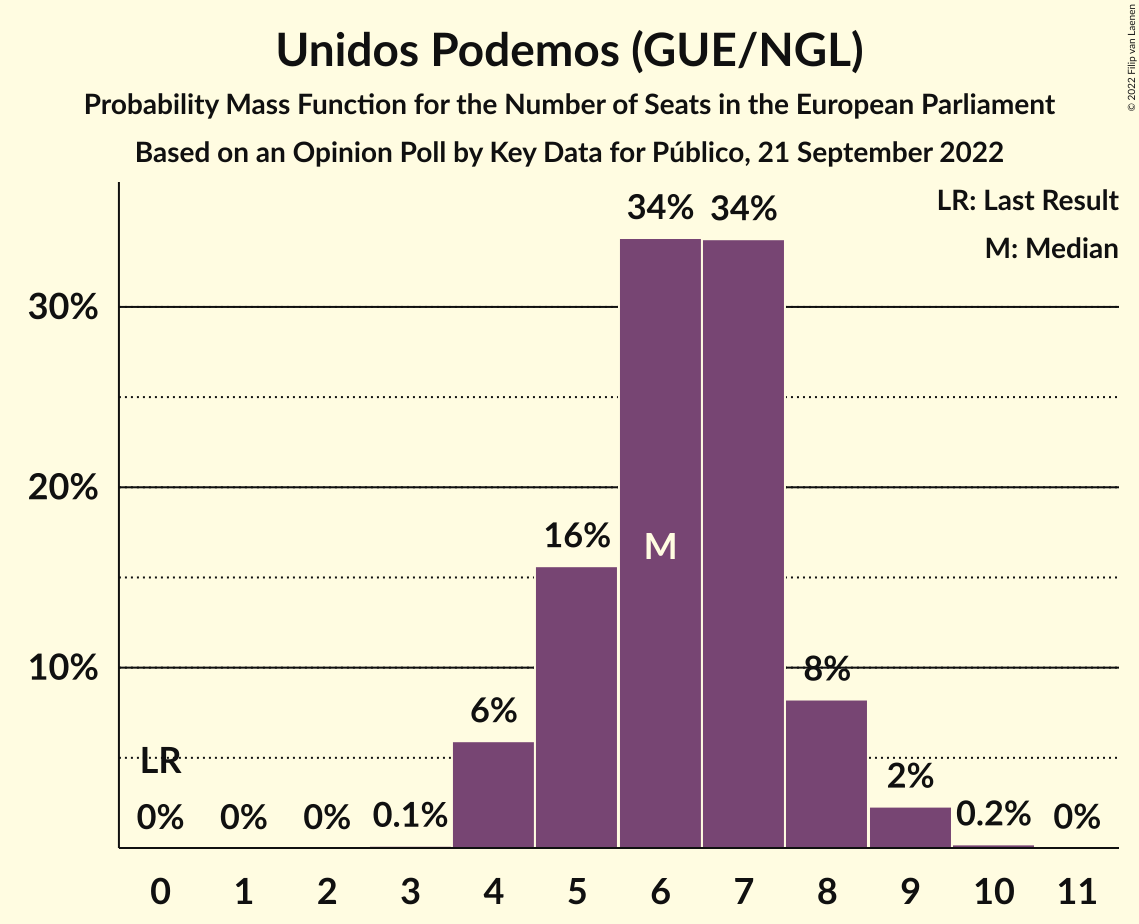 Unidos Podemos (GUE/NGL)
Probability Mass Function for the Number of Seats in the European Parliament
Based on an Opinion Poll by Key Data for Público, 21 September 2022
© 2022 Filip van Laenen
LR: Last Result
M: Median
34% 34%
30%
20%
16%
M
10%
8%
6%
LR
2%
0% 0% 0% 0.1% 0.2% 0%
0 1 2 3 4 5 6 7 8 9 10 11